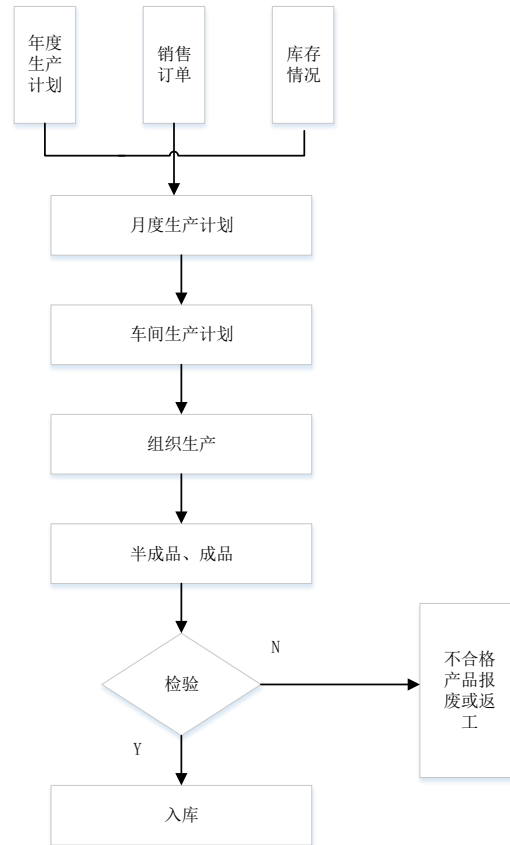 年度
生产
计划
销售
订单
库存
情况
月度生产计划
车间生产计划
组织生产
半成品、成品
检验
N
不合格
产品报
废或返
工
Y
入库